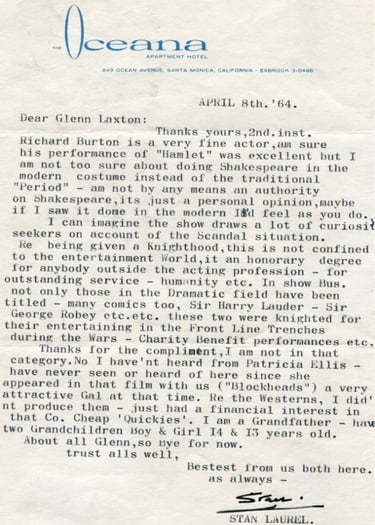 THE Oceana
APARTMENT HOTEL
849 OCEAN AVENUE, SANTA MONICA, CALIFORNIA · EXBROOK 3-0486
APRIL 8th.'64.
Dear Glenn Laxton:
Thanks yours,2nd.inst.
Richard Burton is a very fine actor,am sure
his performance of "Hamlet" was excellent but I
am not too sure about doing Shakespeare in the
modern costume instead of the traditional
"Period" - am not by any means an authority
on Shakespeare,its just a personal opinion,maybe
if I saw it dome in the modern I'd feel as you do.
I can imagine the show draws a lot of curiosit
seekers on account of the Scandal situation.
Re being given a Knighthood,this is not confined
to the entertainment World,it an honorary degree
for anybody outside the acting profession - for
outstanding service - humanity etc. In show Bus.
not only those in the Dramatic field have been
titled - many comics too, Sir Harry Lauder - Sir
George Robey etc.etc. these two were knighted for
their entertaining in the Front Line Trenches
during the Wars - Charity Benefit performances etc.
Thanks for the compliment,I am not in that
category.No I hav'nt heard from Patricia Ellis -
have never seen or heard of here since she
appeared in that film with us ("Blockheads") a very
attractive Gal at that time. Re the Westerns, I did'
nt produce them - just had a financial interest in
that Co. Cheap 'Quickies'. I am a Grandfather - hav
two Grandchildren Boy & Girl I4 & I3 years old.
About all Glenn,so Bye for now.
trust alls well,
Bestest from us both here.
as always -
Stan.
STAN LAUREL.